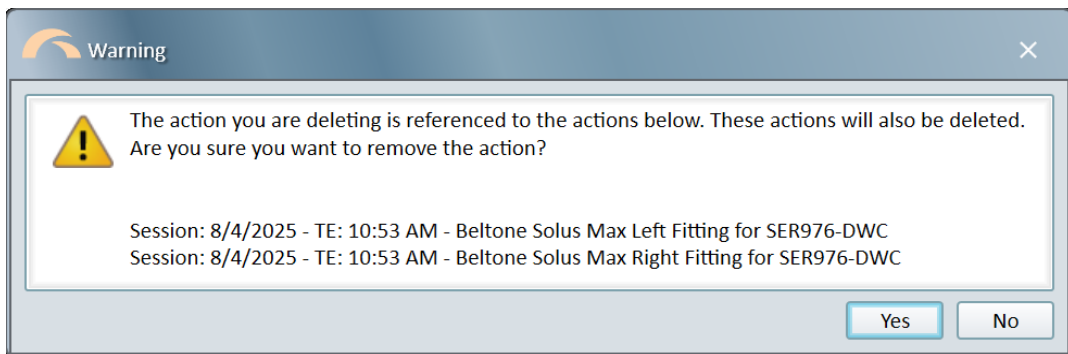 Warning
The action you are deleting is referenced to the actions below. These actions will also be deleted.
Are you sure you want to remove the action?
Session: 8/4/2025 - TE: 10:53 AM - Beltone Solus Max Left Fitting for SER976-DWC
Session: 8/4/2025 - TE: 10:53 AM - Beltone Solus Max Right Fitting for SER976-DWC
Yes
No